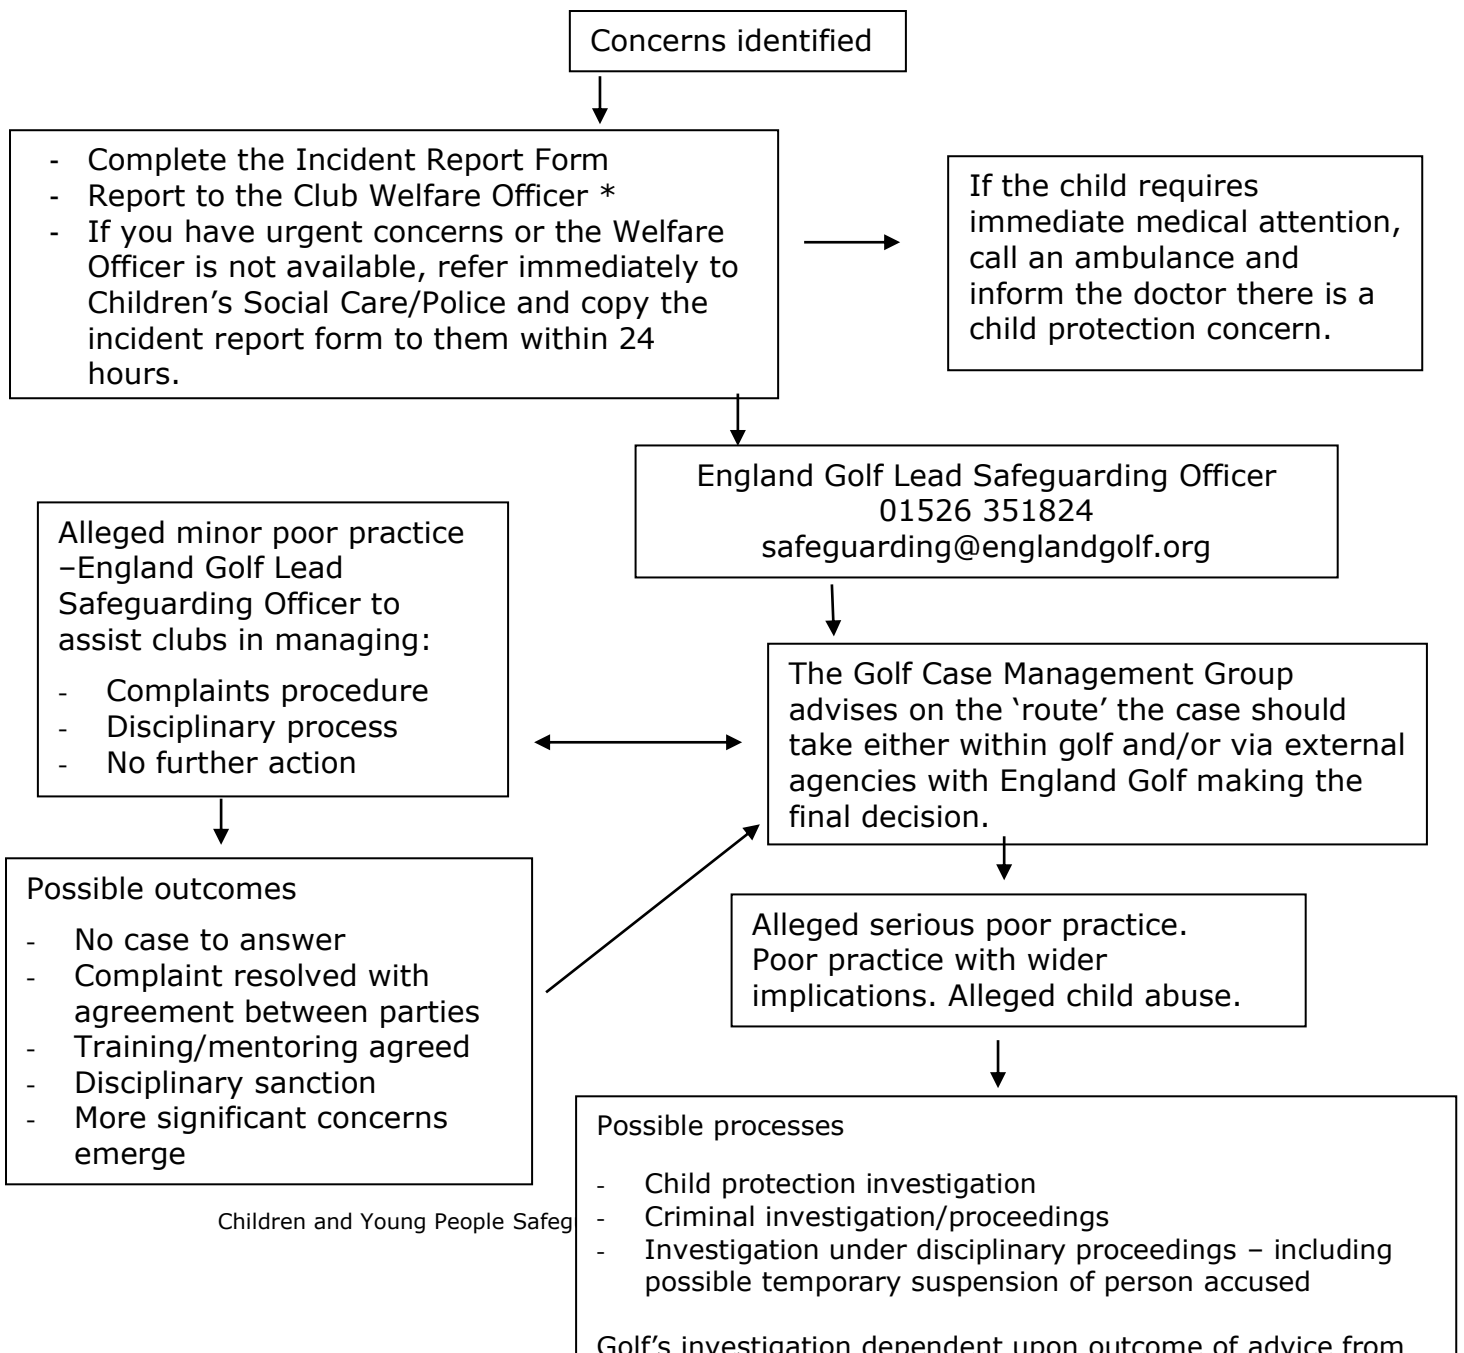 Concerns identified
- Complete the Incident Report Form
- Report to the Club Welfare Officer *
- If you have urgent concerns or the Welfare
Officer is not available, refer immediately to
Children’s Social Care/Police and copy the
incident report form to them within 24
hours.
If the child requires
immediate medical attention,
call an ambulance and
inform the doctor there is a
child protection concern.
England Golf Lead Safeguarding Officer
01526 351824
safeguarding@englandgolf.org
Alleged minor poor practice
–England Golf Lead
Safeguarding Officer to
assist clubs in managing:
- Complaints procedure
- Disciplinary process
- No further action
The Golf Case Management Group
advises on the ‘route’ the case should
take either within golf and/or via external
agencies with England Golf making the
final decision.
Possible outcomes
- No case to answer
- Complaint resolved with
agreement between parties
- Training/mentoring agreed
- Disciplinary sanction
- More significant concerns
emerge
Alleged serious poor practice.
Poor practice with wider
implications. Alleged child abuse.
Possible processes
- Child protection investigation
- Criminal investigation/proceedings
- Investigation under disciplinary proceedings – including
possible temporary suspension of person accused
Golf’s investigation dependent upon outcome of advice from
Children and Young People Safeg